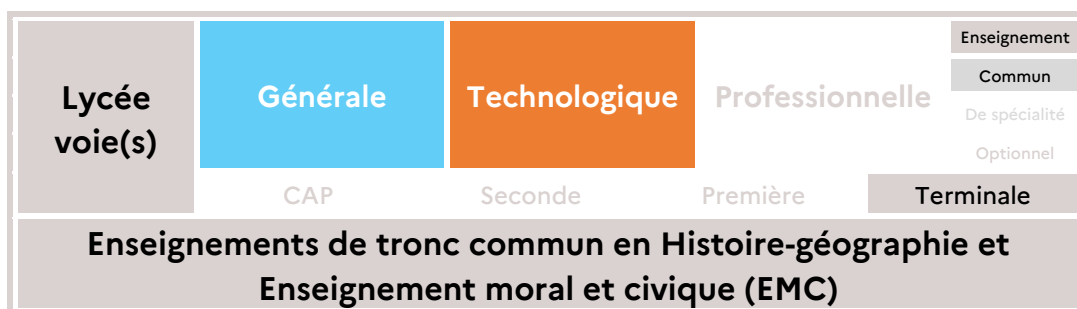 Lycée
voie(s)
Générale
Technologique
Professionnelle
Enseignement
Commun
De spécialité
Optionnel
CAP
Seconde
Première
Terminale
Enseignements de tronc commun en Histoire-géographie et
Enseignement moral et civique (EMC)